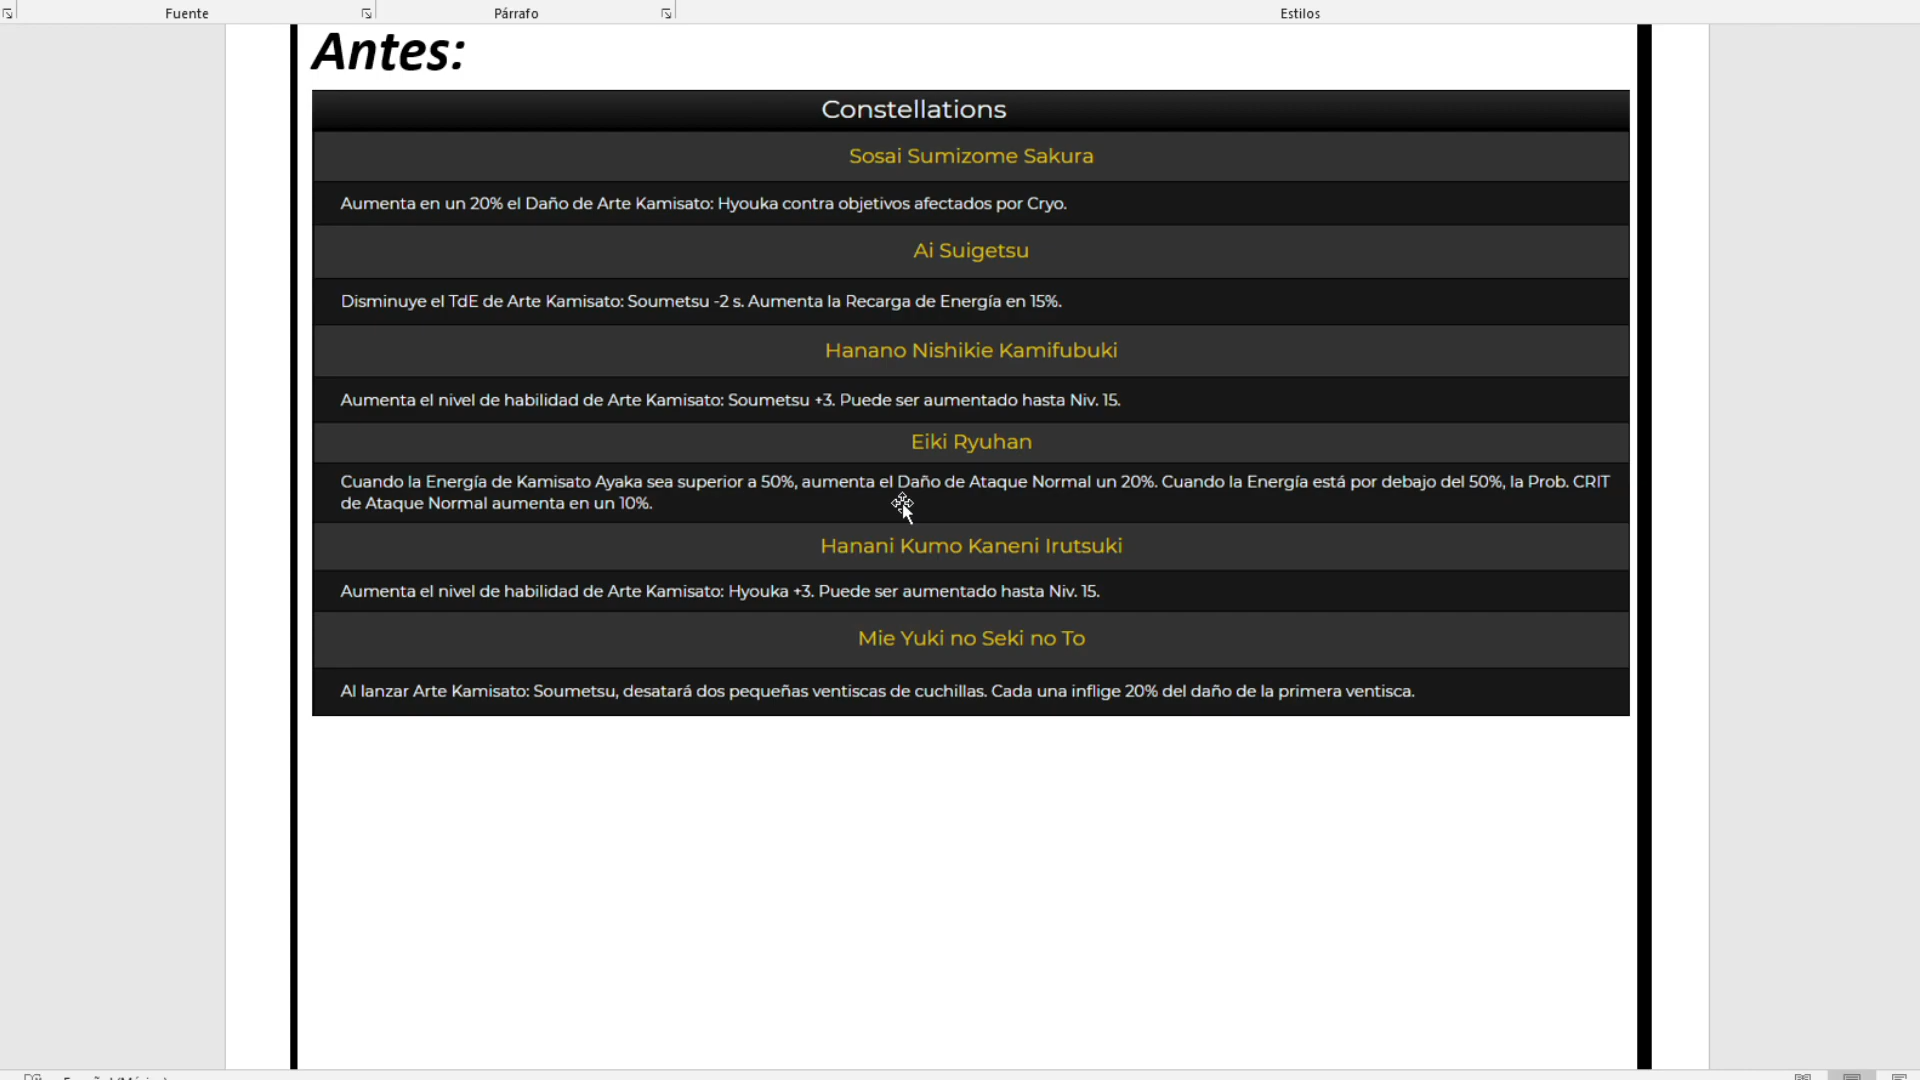 Fuente Párrafo Estilos
Antes:
Constellations
Sosai Sumizome Sakura
Aumenta en un 20% el Daño de Arte Kamisato: Hyouka contra objetivos afectados por Cryo.
Ai Suigetsu
Disminuye el TdE de Arte Kamisato: Soumetsu -2 s. Aumenta la Recarga de Energía en 15%.
Hanano Nishikie Kamifubuki
Aumenta el nivel de habilidad de Arte Kamisato: Soumetsu +3. Puede ser aumentado hasta Niv. 15.
Eiki Ryuhan
Cuando la Energía de Kamisato Ayaka sea superior a 50%, aumenta el Daño de Ataque Normal un 20%. Cuando la Energía está por debajo del 50%, la Prob. CRIT
de Ataque Normal aumenta en un 10%.
Hanani Kumo Kaneni Irutsuki
Aumenta el nivel de habilidad de Arte Kamisato: Hyouka +3. Puede ser aumentado hasta Niv. 15.
Mie Yuki no Seki no To
Al lanzar Arte Kamisato: Soumetsu, desatará dos pequeñas ventiscas de cuchillas. Cada una inflige 20% del daño de la primera ventisca.